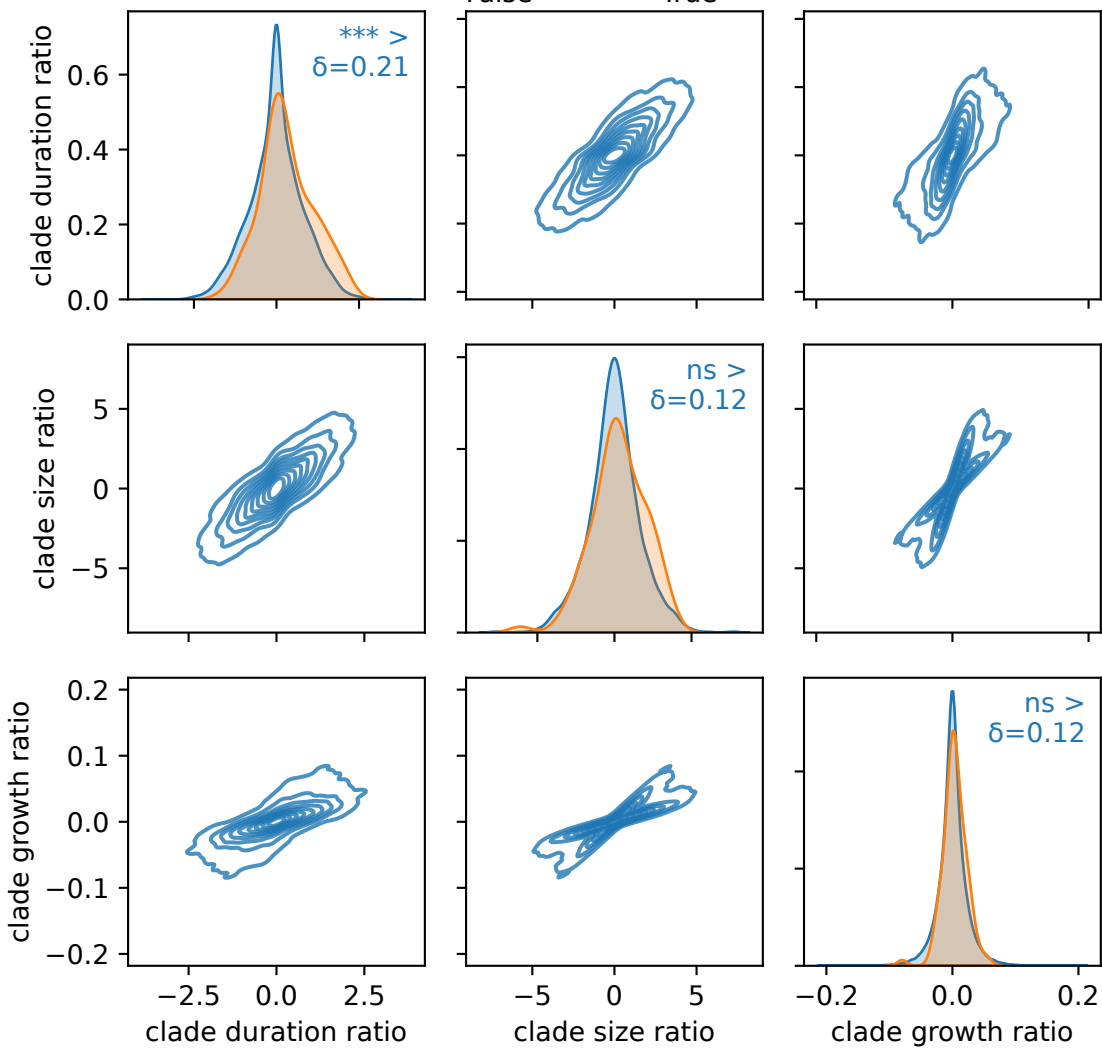 clade duration ratio
0.6
0.4
0.2
0.0
*** >
δ=0.21
clade size ratio
5
0
−5
ns >
δ=0.12
clade growth ratio
0.2
0.1
0.0
−0.1
−0.2
ns >
δ=0.12
−2.5 0.0 2.5
−5 0 5
−0.2 0.0 0.2
clade duration ratio
clade size ratio
clade growth ratio